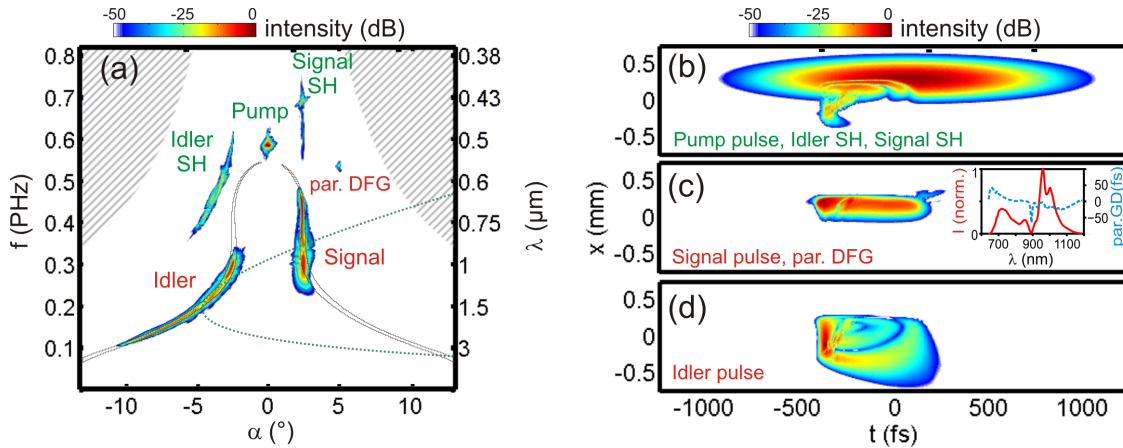 -50 -25 0 intensity (dB)
-50 -25 0 intensity (dB)
(a)
0.8
0.7
0.6
0.5
0.4
0.3
0.2
0.1
f (PHz)
Signal
SH
Pump
Idler
SH
par. DFG
Idler
Signal
0.38
0.43
0.5
0.6
0.75
1
1.5
3
λ (µm)
-10 -5 0 5 10
α (°)
(b)
0.5
0
-0.5
Pump pulse, Idler SH, Signal SH
(c)
0.5
0
-0.5
x (mm)
Signal pulse, par. DFG
I (norm.)
1
0
50
0
-50
par.GD(fs)
700 900 1100
λ (nm)
(d)
0.5
0
-0.5
Idler pulse
-1000 -500 0 500 1000
t (fs)